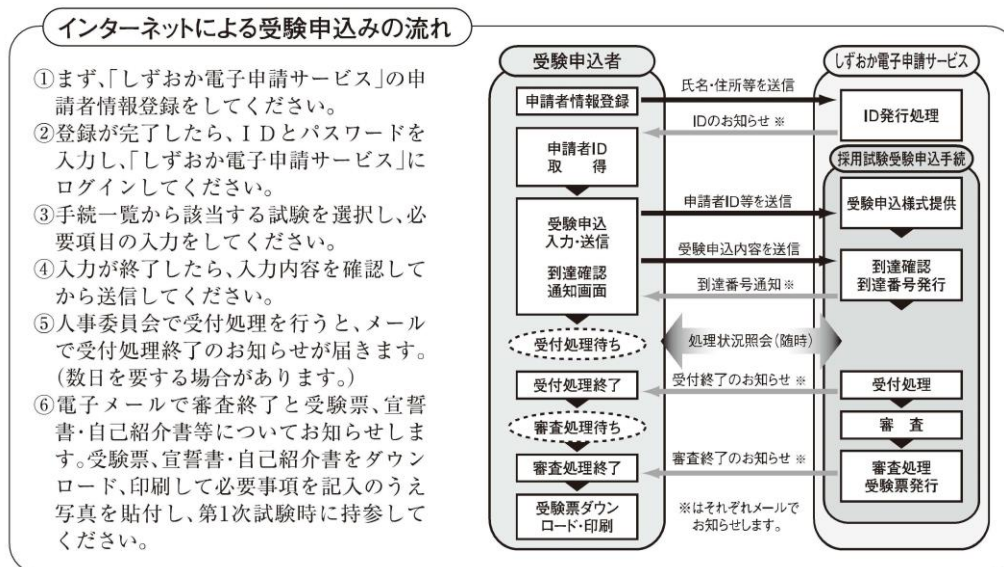 インターネットによる受験申込みの流れ
①まず、「しずおか電子申請サービス」の申
請者情報登録をしてください。
②登録が完了したら、IDとパスワードを
入力し、「しずおか電子申請サービス」に
ログインしてください。
③手続一覧から該当する試験を選択し、必
要項目の入力をしてください。
④入力が終了したら、入力内容を確認して
から送信してください。
⑤人事委員会で受付処理を行うと、メール
で受付処理終了のお知らせが届きます。
(数日を要する場合があります。)
⑥電子メールで審査終了と受験票、宣誓
書・自己紹介書等についてお知らせしま
す。受験票、宣誓書・自己紹介書をダウン
ロード、印刷して必要事項を記入のうえ
写真を貼付し、第1次試験時に持参して
ください。
受験申込者
申請者情報登録
申請者ID
取 得
受験申込
入力・送信
到達確認
通知画面
受付処理待ち
受付処理終了
審査処理待ち
審査処理終了
受験票ダウン
ロード・印刷
氏名・住所等を送信
IDのお知らせ ※
申請者ID等を送信
受験申込内容を送信
到達番号通知 ※
処理状況照会(随時)
受付終了のお知らせ ※
審査終了のお知らせ ※
※はそれぞれメールで
お知らせします。
しずおか電子申請サービス
ID発行処理
採用試験受験申込手続
受験申込様式提供
到達確認
到達番号発行
受付処理
審 査
審査処理
受験票発行